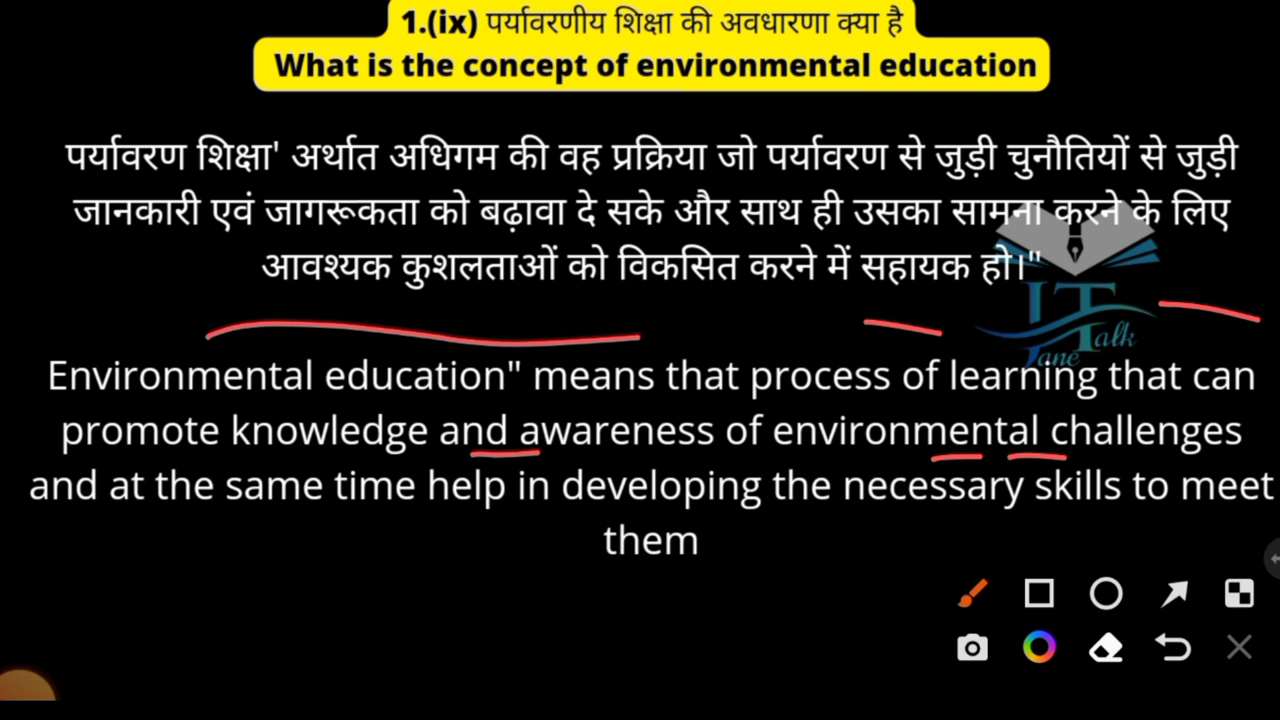 1.(ix) पर्यावरणीय शिक्षा की अवधारणा क्या है
What is the concept of environmental education
पर्यावरण शिक्षा' अर्थात अधिगम की वह प्रक्रिया जो पर्यावरण से जुड़ी चुनौतियों से जुड़ी
जानकारी एवं जागरूकता को बढ़ावा दे सके और साथ ही उसका सामना करने के लिए
आवश्यक कुशलताओं को विकसित करने में सहायक हो।"
JT
alk
ane
Environmental education" means that process of learning that can
promote knowledge and awareness of environmental challenges
and at the same time help in developing the necessary skills to meet
them